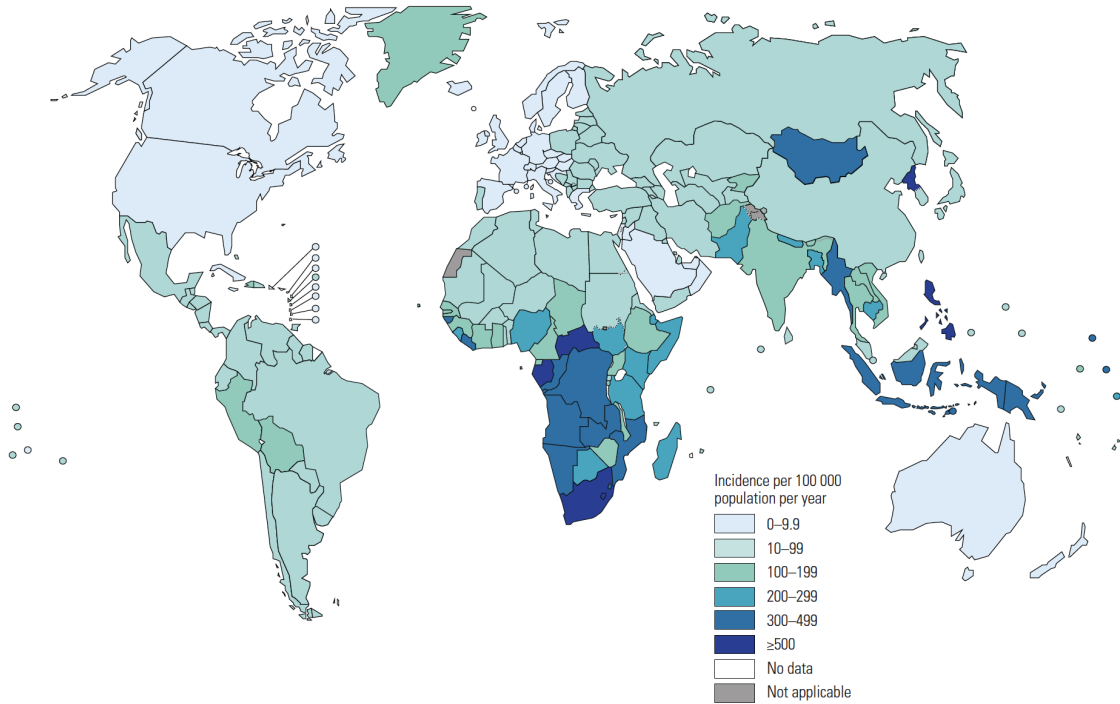 Incidence per 100 000
population per year
0–9.9
10–99
100–199
200–299
300–499
≥500
No data
Not applicable